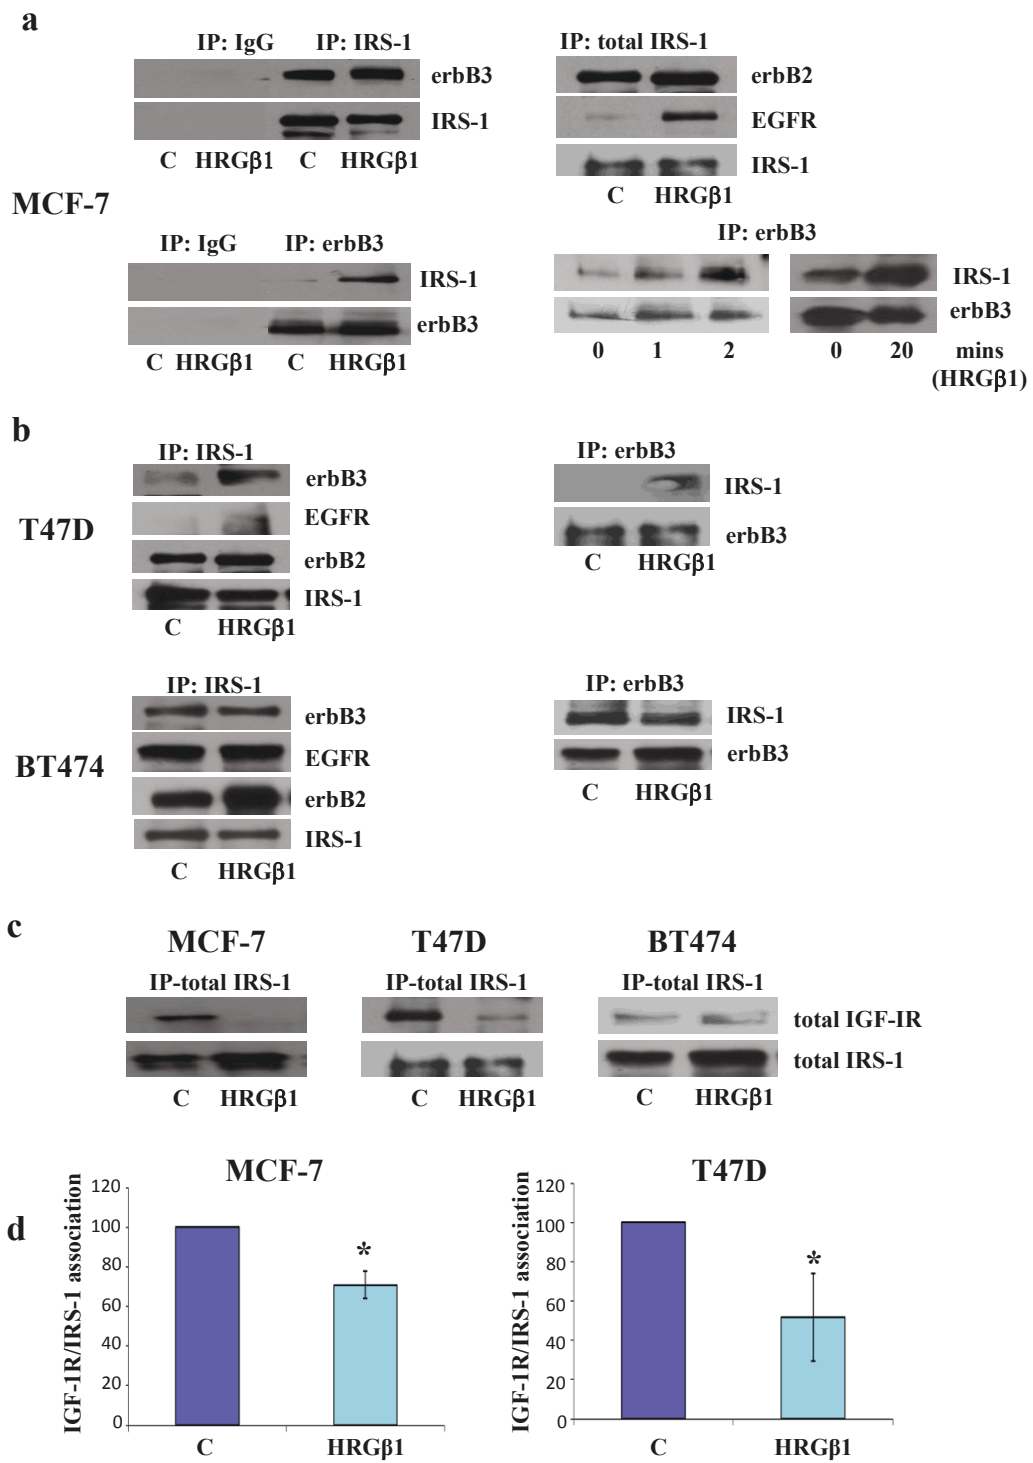 a
IP: IgG IP: IRS-1
erbB3
IRS-1
C HRGβ1 C HRGβ1
IP: total IRS-1
erbB2
EGFR
IRS-1
C HRGβ1
MCF-7
IP: IgG IP: erbB3
IRS-1
erbB3
C HRGβ1 C HRGβ1
IP: erbB3
IRS-1
erbB3
0 1 2 0 20 mins
(HRGβ1)
b
T47D
IP: IRS-1
erbB3
EGFR
erbB2
IRS-1
C HRGβ1
IP: erbB3
IRS-1
erbB3
C HRGβ1
BT474
IP: IRS-1
erbB3
EGFR
erbB2
IRS-1
C HRGβ1
IP: erbB3
IRS-1
erbB3
C HRGβ1
c
MCF-7 T47D BT474
IP-total IRS-1 IP-total IRS-1 IP-total IRS-1
total IGF-IR
total IRS-1
C HRGβ1 C HRGβ1 C HRGβ1
d
MCF-7
IGF-1R/IRS-1 association
120
100
80
60
40
20
0
*
C HRGβ1
T47D
IGF-1R/IRS-1 association
120
100
80
60
40
20
0
*
C HRGβ1